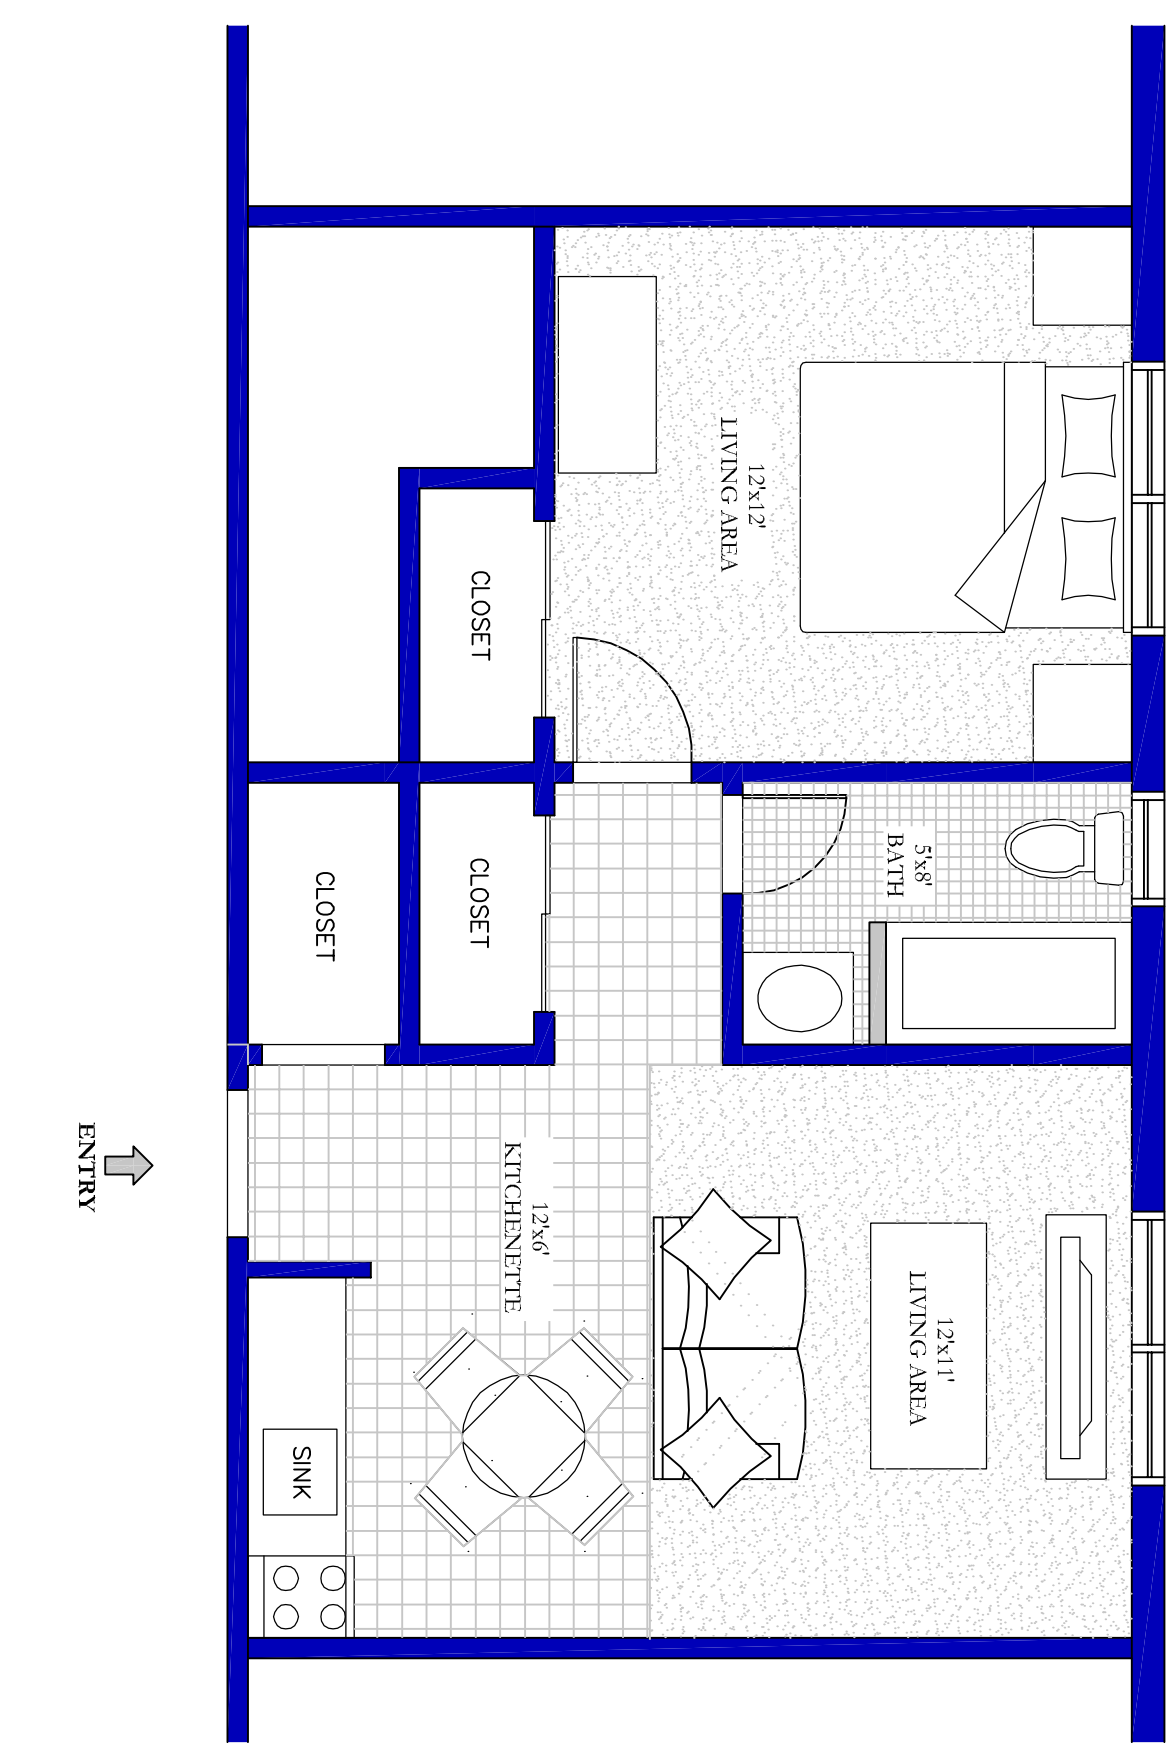 12'x12'
LIVING AREA
5'x8'
BATH
12'x11'
LIVING AREA
12'x6'
KITCHENETTE
CLOSET
CLOSET
CLOSET
SINK
ENTRY